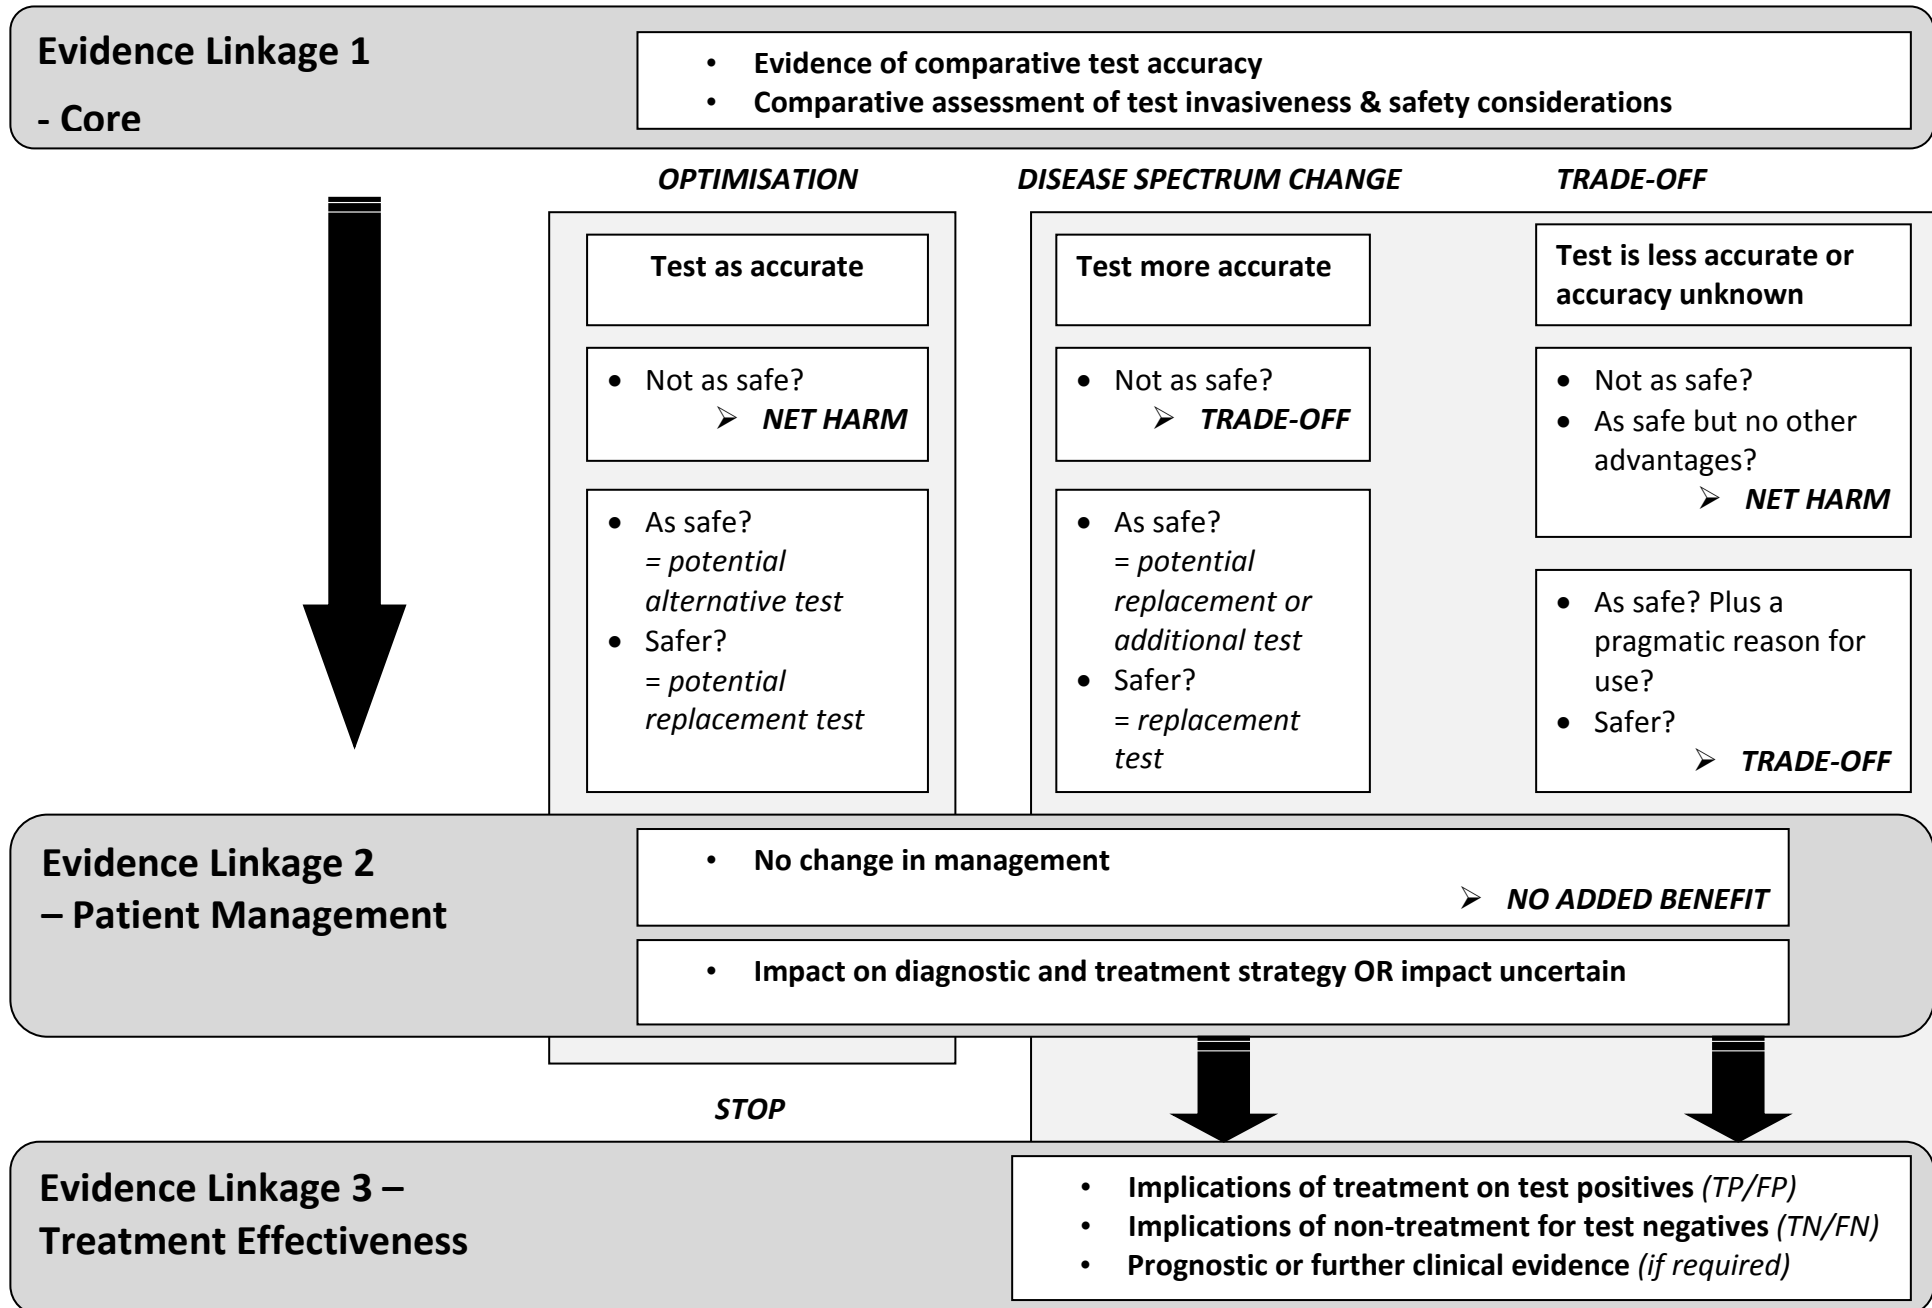 Evidence Linkage 1
- Core
• Evidence of comparative test accuracy
• Comparative assessment of test invasiveness & safety considerations
OPTIMISATION
DISEASE SPECTRUM CHANGE
TRADE-OFF
Test as accurate
• Not as safe?
➢ NET HARM
• As safe?
= potential
alternative test
• Safer?
= potential
replacement test
Test more accurate
• Not as safe?
➢ TRADE-OFF
• As safe?
= potential
replacement or
additional test
• Safer?
= replacement
test
Test is less accurate or
accuracy unknown
• Not as safe?
• As safe but no other
advantages?
➢ NET HARM
• As safe? Plus a
pragmatic reason for
use?
• Safer?
➢ TRADE-OFF
Evidence Linkage 2
– Patient Management
• No change in management
➢ NO ADDED BENEFIT
• Impact on diagnostic and treatment strategy OR impact uncertain
STOP
Evidence Linkage 3 –
Treatment Effectiveness
• Implications of treatment on test positives (TP/FP)
• Implications of non-treatment for test negatives (TN/FN)
• Prognostic or further clinical evidence (if required)